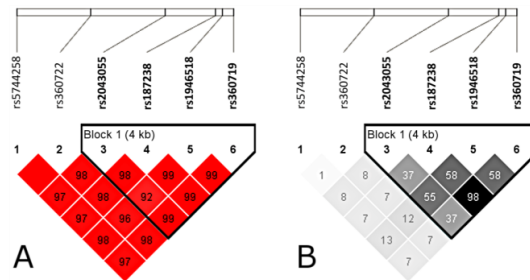 rs5744258
rs360722
rs2043055
rs187238
rs1946518
rs360719
Block 1 (4 kb)
1 2 3 4 5 6
98 98 99 99
97 98 92 99
97 96 99
98 98
97
A
rs5744258
rs360722
rs2043055
rs187238
rs1946518
rs360719
Block 1 (4 kb)
1 2 3 4 5 6
1 8 37 58 58
8 7 55 98
7 12 37
13 7
7
B